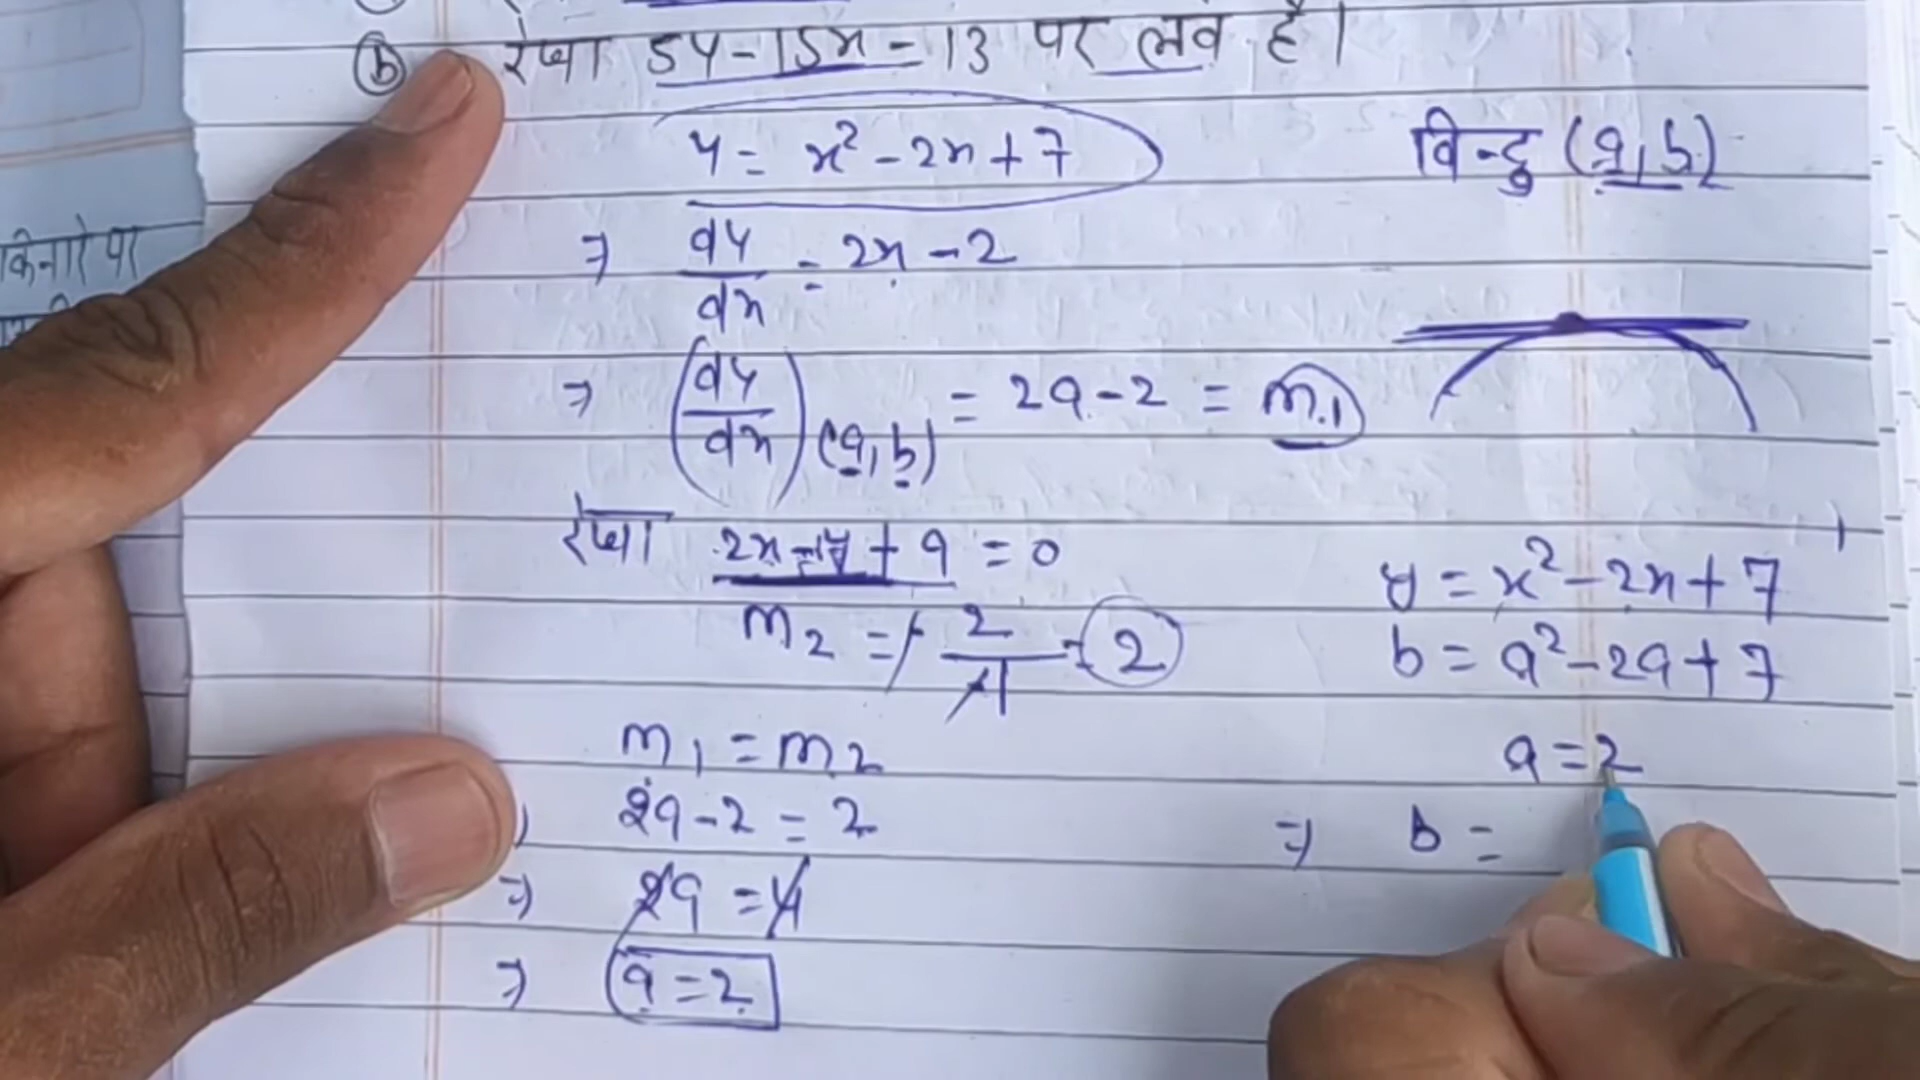 ⓑ रेखा 5y-15x = 13 पर लंब है।
y = x² - 2x + 7
बिन्दु (a, b)
⇒ dy/dx = 2x - 2
⇒ (dy/dx)(a, b) = 2a - 2 = m₁
किनारे पर
रेखा 2x - y + 9 = 0
y = x² - 2x + 7
m₂ = - 2/-1 = 2
b = a² - 2a + 7
m₁ = m₂
a = 2
2a - 2 = 2
⇒ b =
⇒ 2a = 4
⇒ a = 2